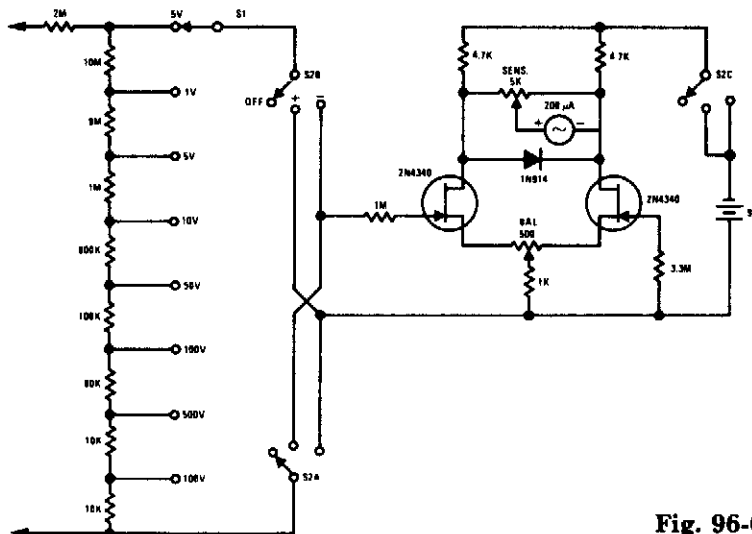 2M
5V
S1
10M
1V
9M
5V
1M
10V
800K
50V
100K
100V
80K
500V
10K
100V
10K
S2B
OFF
+
−
S2A
4.7K
4.7K
SENS.
5K
200 µA
+
−
1N914
2N4340
2N4340
1M
BAL
500
1K
3.3M
S2C
Fig. 96-